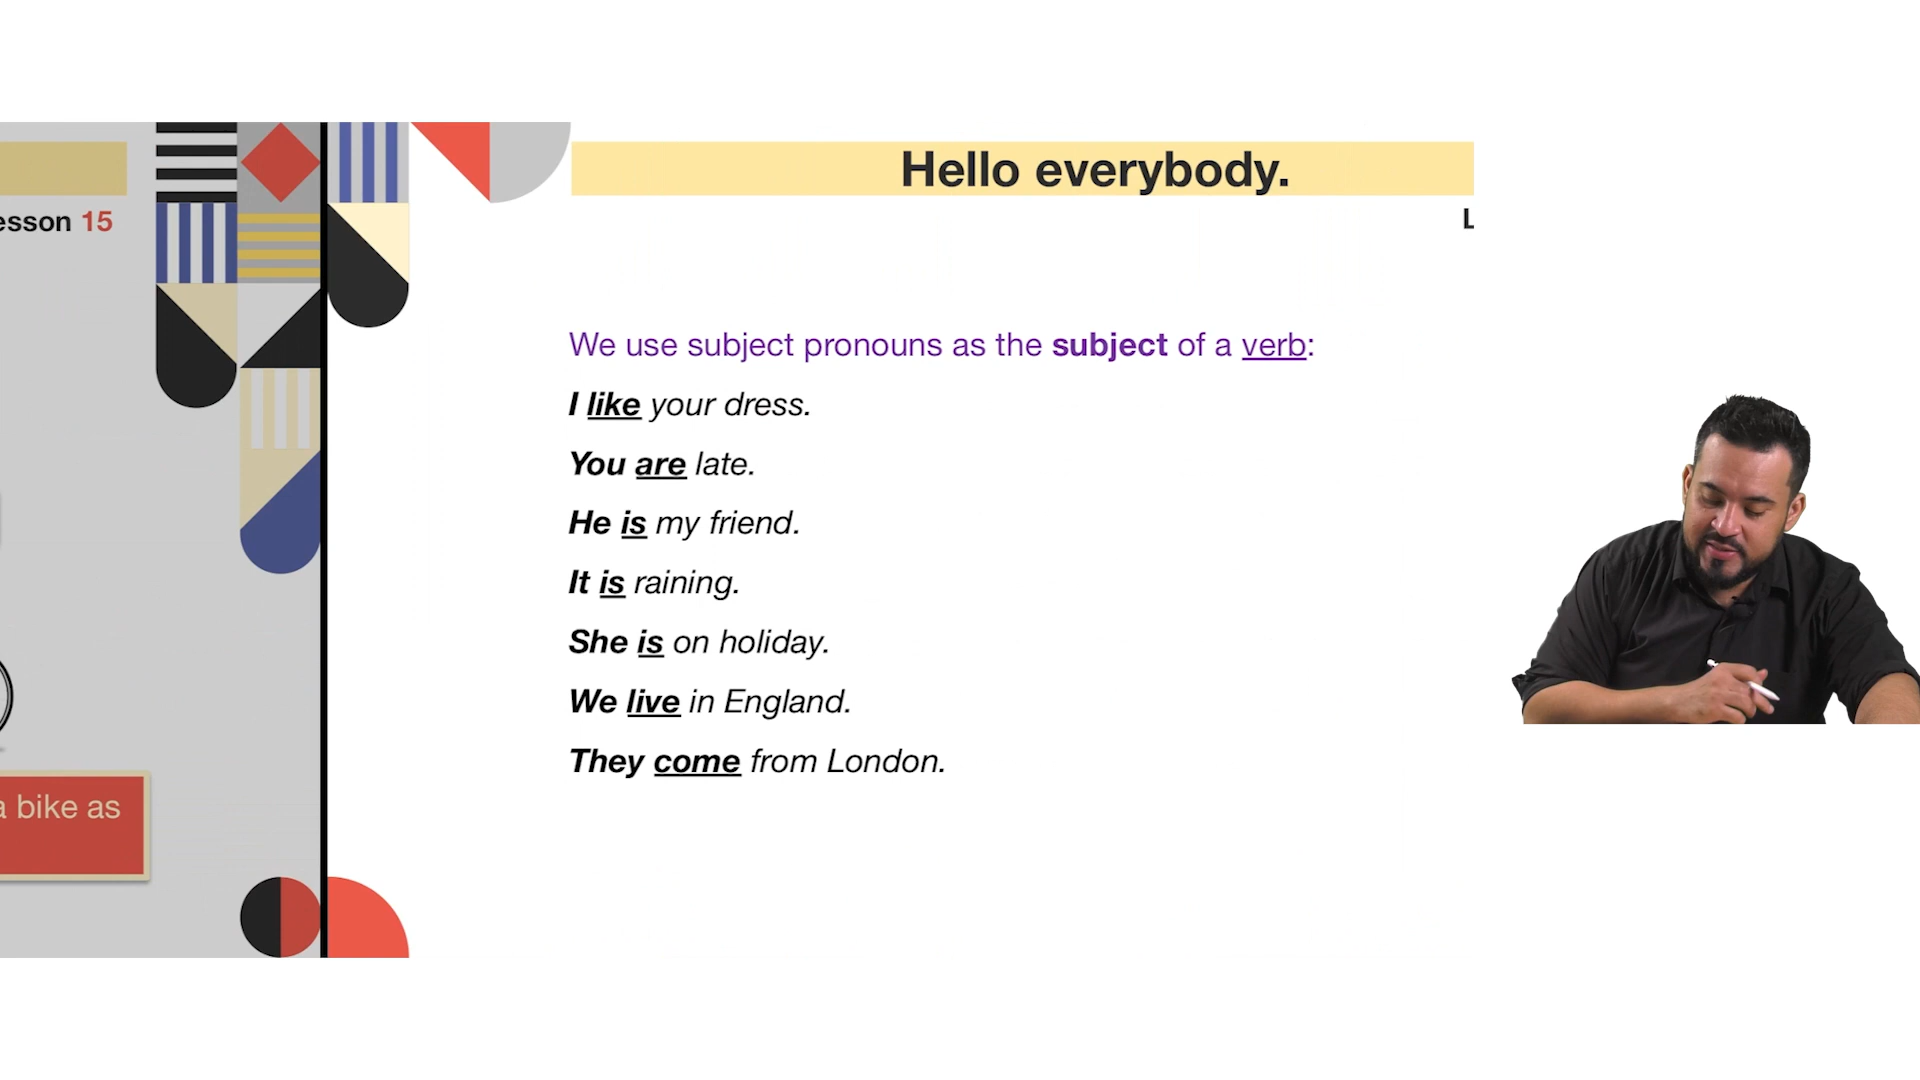 Hello everybody.
esson 15
L
We use subject pronouns as the subject of a verb:
I like your dress.
You are late.
He is my friend.
It is raining.
She is on holiday.
We live in England.
They come from London.
a bike as